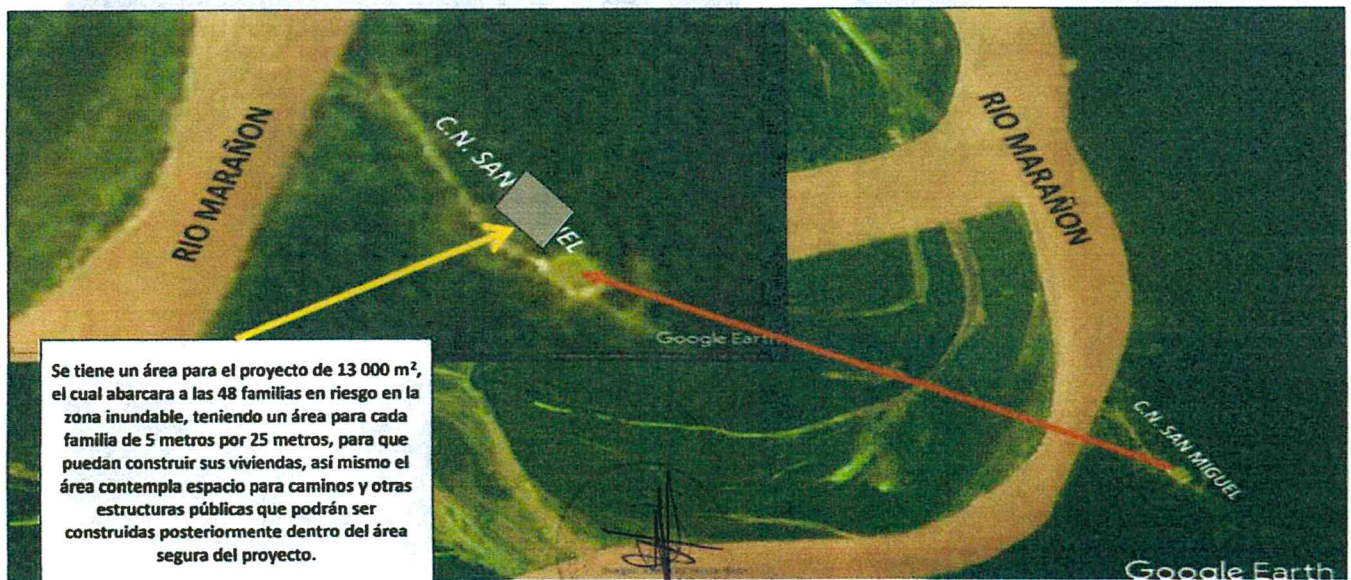 RIO MARAÑON
C.N. SAN
EL
Google Earth
RIO MARAÑON
C.N. SAN MIGUEL
Google Earth
Se tiene un área para el proyecto de 13 000 m²,
el cual abarcara a las 48 familias en riesgo en la
zona inundable, teniendo un área para cada
familia de 5 metros por 25 metros, para que
puedan construir sus viviendas, así mismo el
área contempla espacio para caminos y otras
estructuras públicas que podrán ser
construidas posteriormente dentro del área
segura del proyecto.